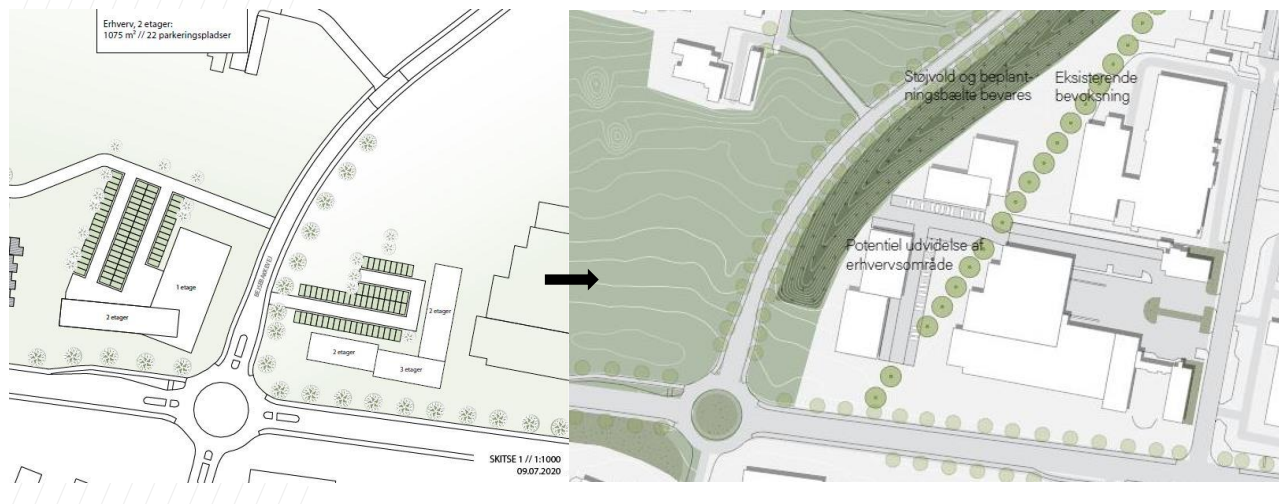 Erhverv, 2 etager:
1075 m² // 22 parkeringspladser
1 etage
2 etager
2 etager
2 etager
3 etager
SKITSE 1 // 1:1000
09.07.2020
Støjvold og beplant-
ningsbælte bevares
Eksisterende
bevoksning
Potentiel udvidelse af
erhvervsområde